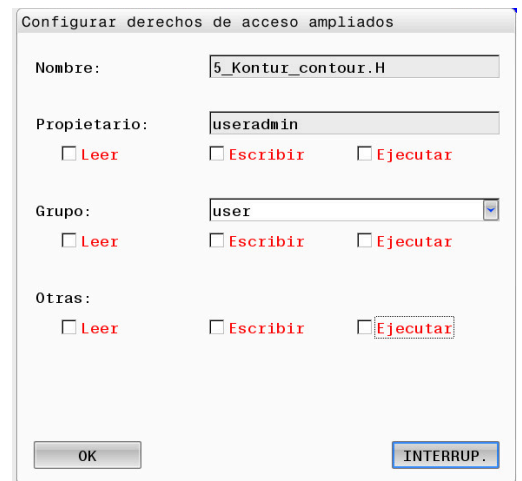 Configurar derechos de acceso ampliados
Nombre: 5_Kontur_contour.H
Propietario: useradmin
Leer Escribir Ejecutar
Grupo: user
Leer Escribir Ejecutar
Otras:
Leer Escribir Ejecutar
OK INTERRUP.